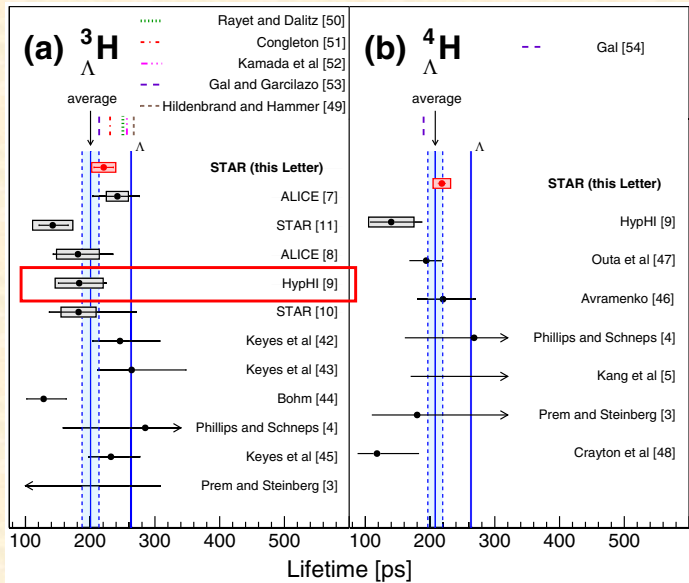 (a) ³ΛH
Rayet and Dalitz [50]
Congleton [51]
Kamada et al [52]
Gal and Garcilazo [53]
Hildenbrand and Hammer [49]
average
Λ
STAR (this Letter)
ALICE [7]
STAR [11]
ALICE [8]
HypHI [9]
STAR [10]
Keyes et al [42]
Keyes et al [43]
Bohm [44]
Phillips and Schneps [4]
Keyes et al [45]
Prem and Steinberg [3]
100 200 300 400 500
(b) ⁴ΛH
Gal [54]
average
Λ
STAR (this Letter)
HypHI [9]
Outa et al [47]
Avramenko [46]
Phillips and Schneps [4]
Kang et al [5]
Prem and Steinberg [3]
Crayton et al [48]
100 200 300 400 500
Lifetime [ps]